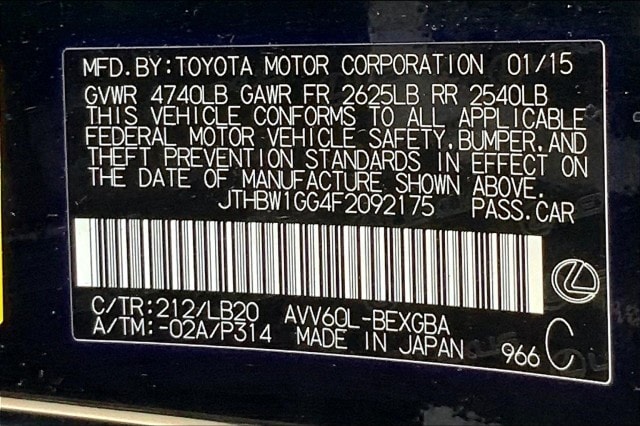 MFD.BY:TOYOTA MOTOR CORPORATION 01/15
GVWR 4740LB GAWR FR 2625LB RR 2540LB
THIS VEHICLE CONFORMS TO ALL APPLICABLE
FEDERAL MOTOR VEHICLE SAFETY,BUMPER,AND
THEFT PREVENTION STANDARDS IN EFFECT ON
THE DATE OF MANUFACTURE SHOWN ABOVE.
JTHBW1GG4F2092175 PASS.CAR
C/TR:212/LB20 AVV60L-BEXGBA
A/TM:-02A/P314 MADE IN JAPAN 966 C